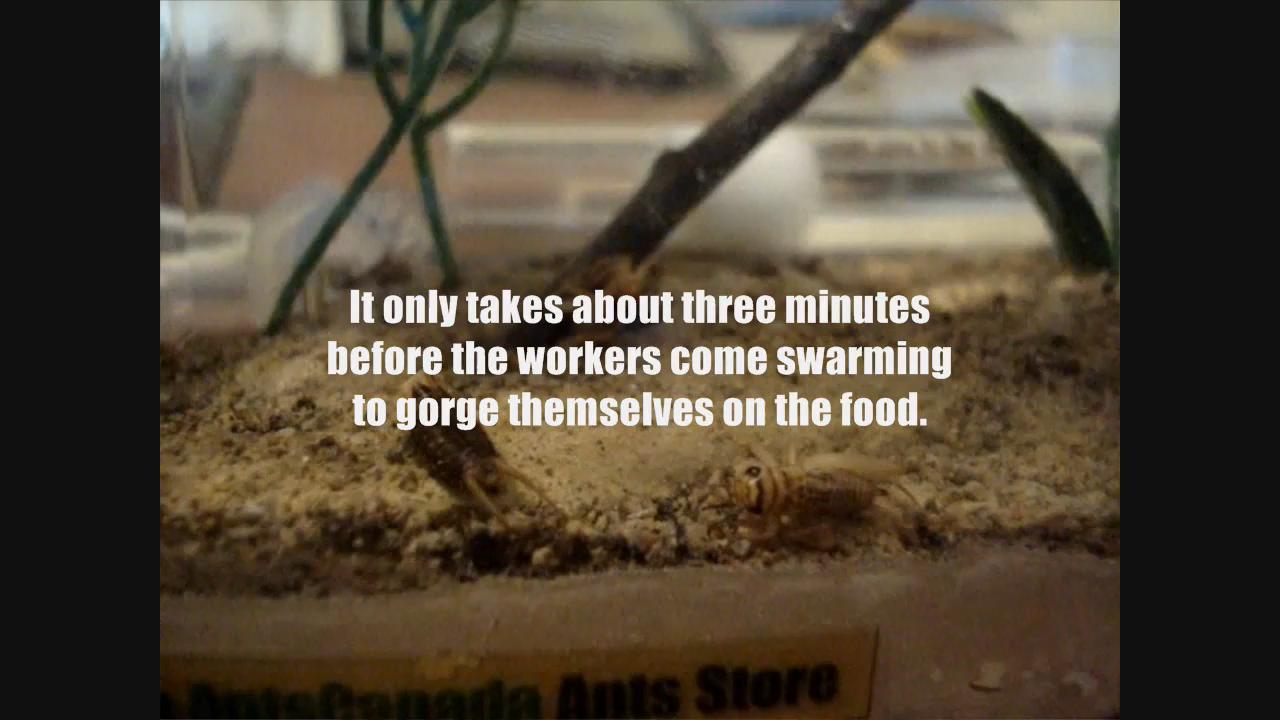 It only takes about three minutes
before the workers come swarming
to gorge themselves on the food.
AntsCanada Ants Store